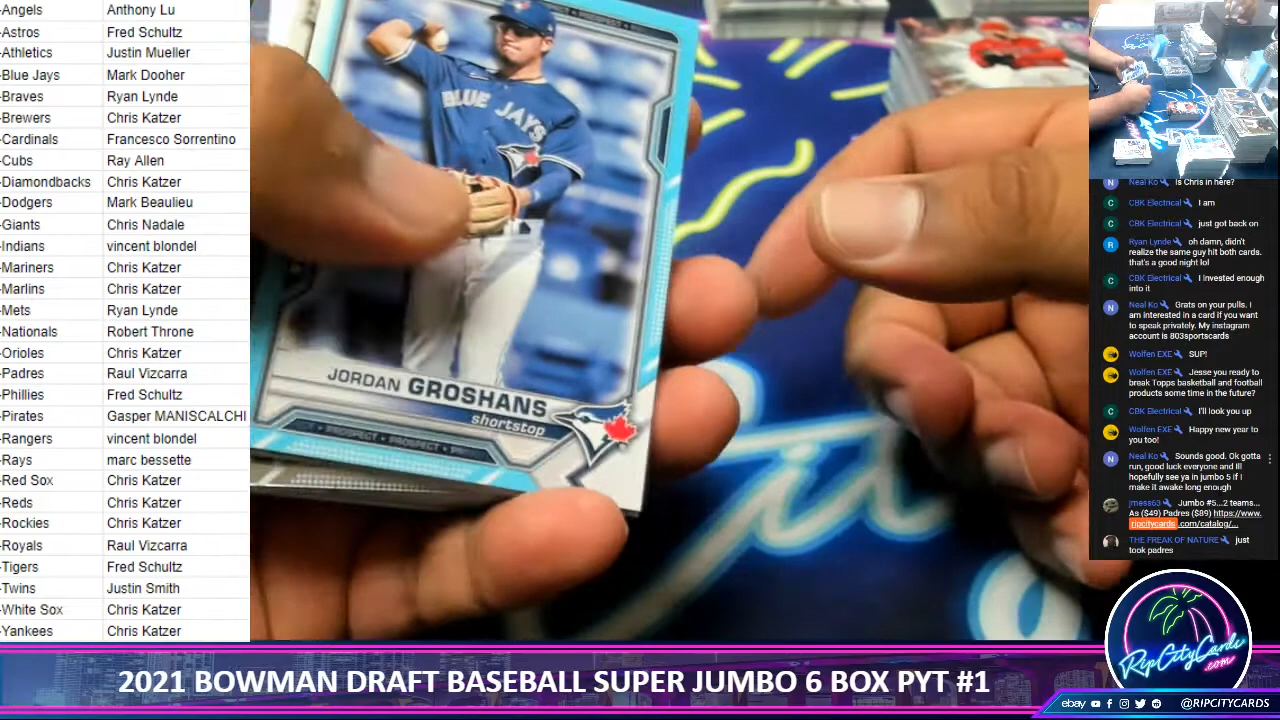 -Angels Anthony Lu
-Astros Fred Schultz
-Athletics Justin Mueller
-Blue Jays Mark Dooher
-Braves Ryan Lynde
-Brewers Chris Katzer
-Cardinals Francesco Sorrentino
-Cubs Ray Allen
-Diamondbacks Chris Katzer
-Dodgers Mark Beaulieu
-Giants Chris Nadale
-Indians vincent blondel
-Mariners Chris Katzer
-Marlins Chris Katzer
-Mets Ryan Lynde
-Nationals Robert Throne
-Orioles Chris Katzer
-Padres Raul Vizcarra
-Phillies Fred Schultz
-Pirates Gasper MANISCALCHI
-Rangers vincent blondel
-Rays marc bessette
-Red Sox Chris Katzer
-Reds Chris Katzer
-Rockies Chris Katzer
-Royals Raul Vizcarra
-Tigers Fred Schultz
-Twins Justin Smith
-White Sox Chris Katzer
-Yankees Chris Katzer
PROSPECT
BLUE JAYS
JORDAN GROSHANS
shortstop
PROSPECT • PROSPECT
N Neal Ko Is Chris in here?
C CBK Electrical I am
C CBK Electrical just got back on
R Ryan Lynde oh damn, didn't
realize the same guy hit both cards.
that's a good night lol
C CBK Electrical I Invested enough
into it
N Neal Ko Grats on your pulls. I
am interested in a card if you want
to speak privately. My instagram
account is 803sportscards
Wolfen EXE SUP!
Wolfen EXE Jesse you ready to
break Topps basketball and football
products some time in the future?
C CBK Electrical I'll look you up
Wolfen EXE Happy new year to
you too!
N Neal Ko Sounds good. Ok gotta
run, good luck everyone and Ill
hopefully see ya in jumbo 5 if i
make it awake long enough
jmess63 Jumbo #5...2 teams...
As ($49) Padres ($89) https://www.
ripcitycards.com/catalog/...
THE FREAK OF NATURE just
took padres
RipCityCards
.com
2021 BOWMAN DRAFT BASEBALL SUPER JUMBO 6 BOX PYT #1
ebay @RIPCITYCARDS